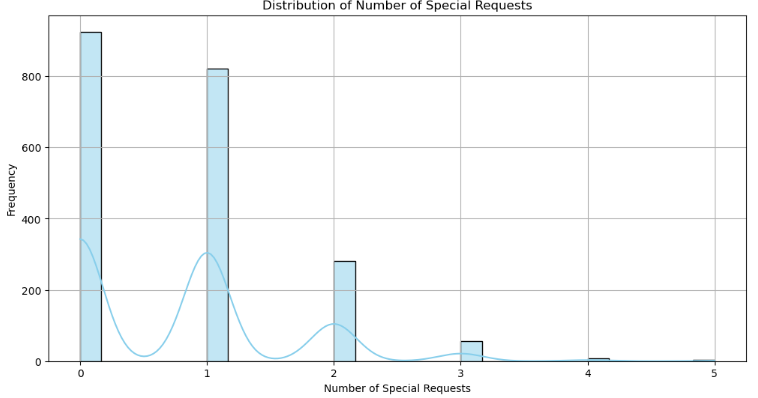 Distribution of Number of Special Requests
800
600
400
200
0
Frequency
0 1 2 3 4 5
Number of Special Requests